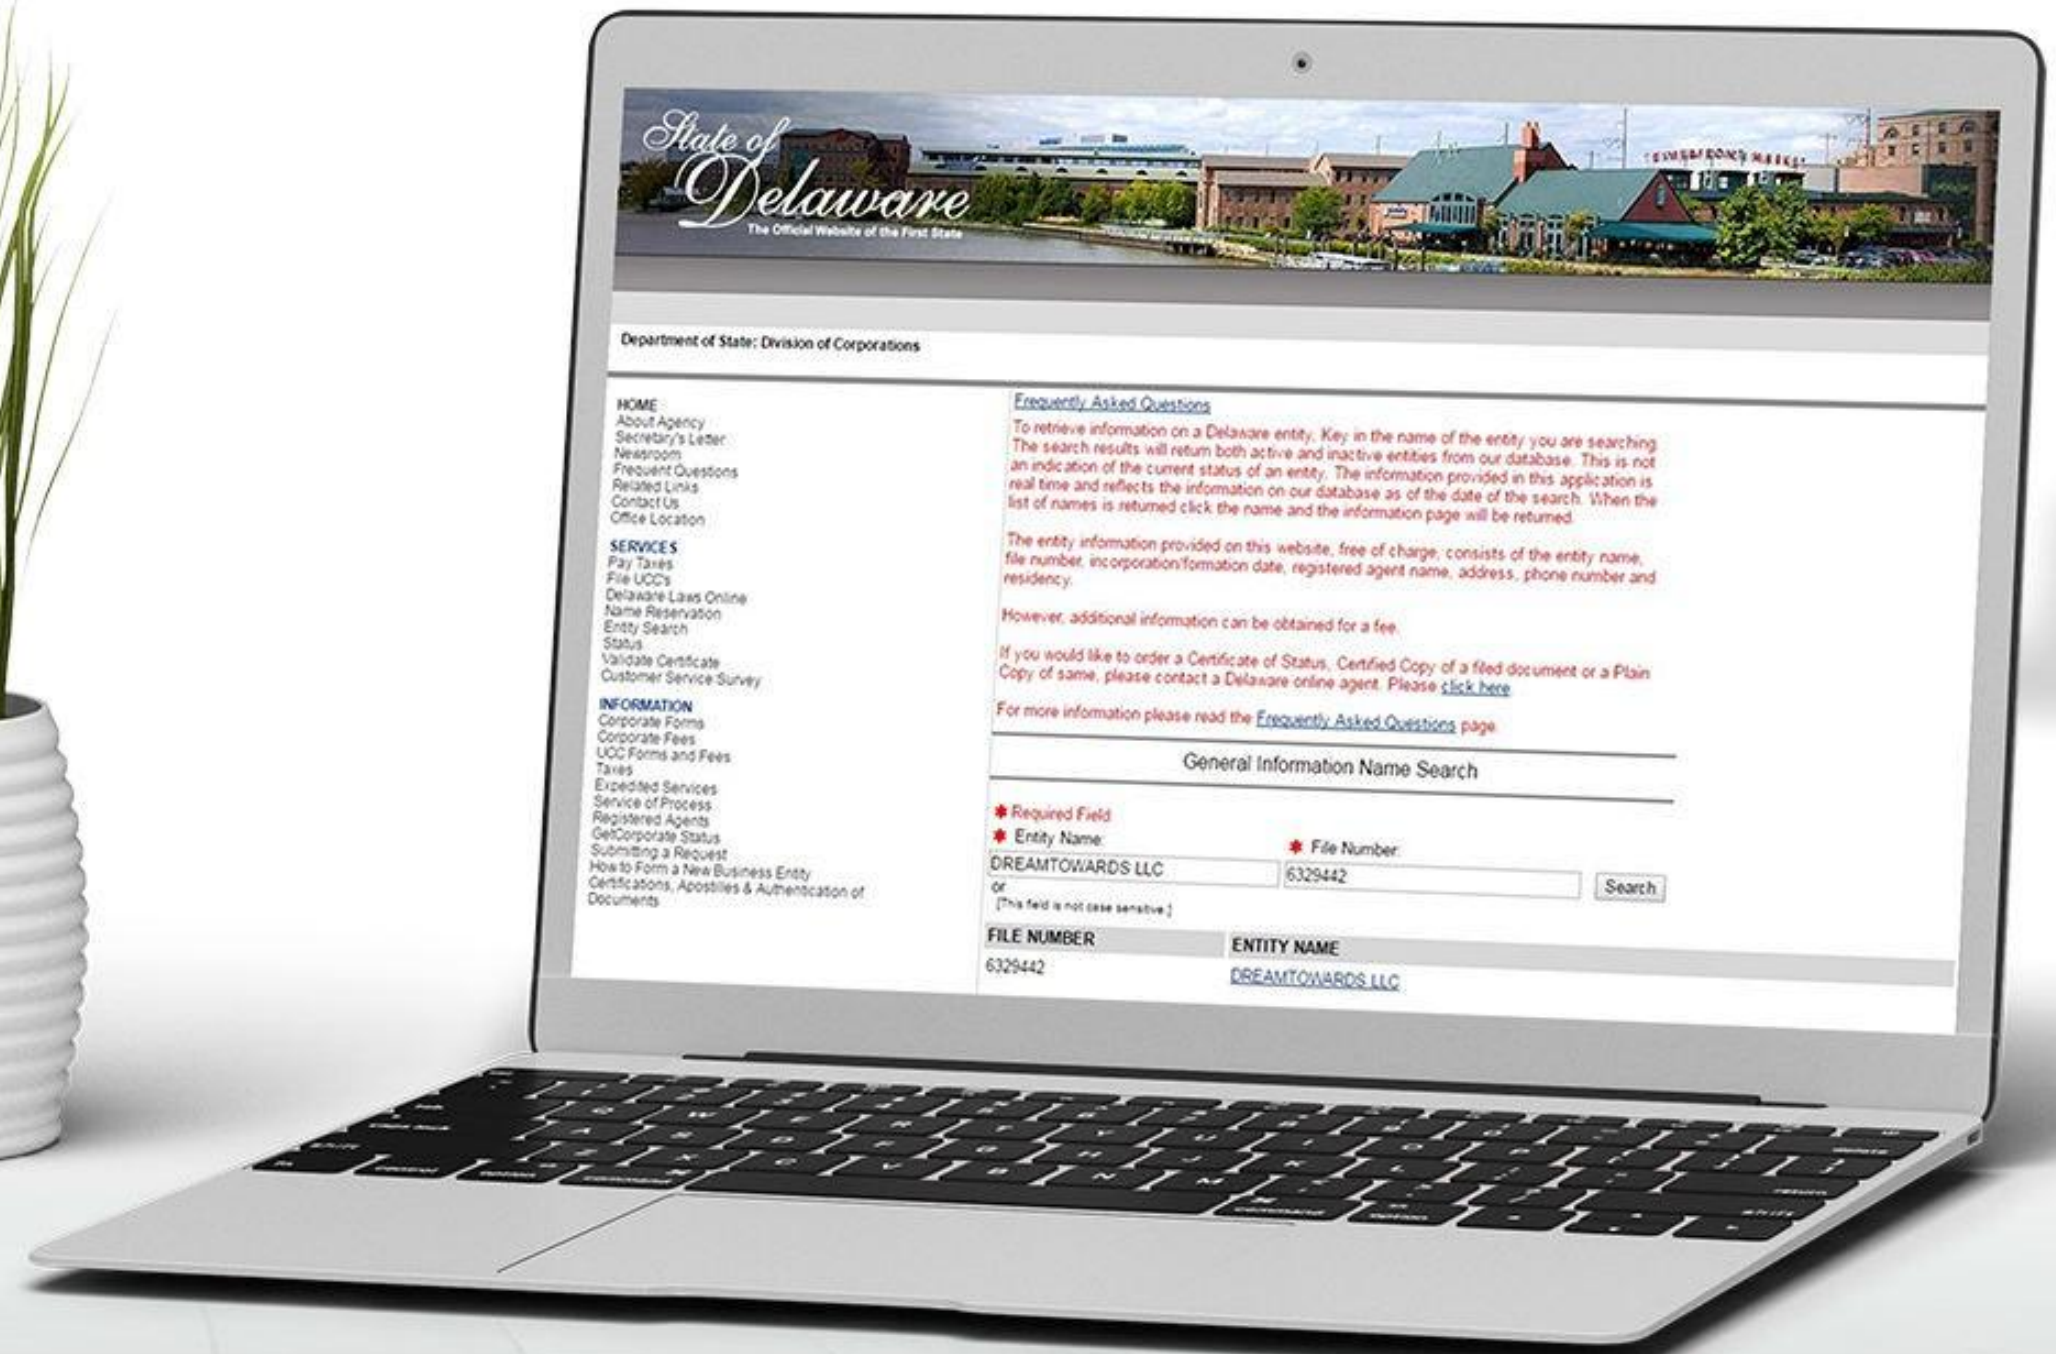 State of
Delaware
The Official Website of the First State
Department of State: Division of Corporations
HOME
About Agency
Secretary's Letter
Newsroom
Frequent Questions
Related Links
Contact Us
Office Location
SERVICES
Pay Taxes
File UCC's
Delaware Laws Online
Name Reservation
Entity Search
Status
Validate Certificate
Customer Service Survey
INFORMATION
Corporate Forms
Corporate Fees
UCC Forms and Fees
Taxes
Expedited Services
Service of Process
Registered Agents
GetCorporate Status
Submitting a Request
How to Form a New Business Entity
Certifications, Apostilles & Authentication of
Documents
Frequently Asked Questions
To retrieve information on a Delaware entity. Key in the name of the entity you are searching
The search results will return both active and inactive entities from our database. This is not
an indication of the current status of an entity. The information provided in this application is
real time and reflects the information on our database as of the date of the search. When the
list of names is returned click the name and the information page will be returned.
The entity information provided on this website, free of charge, consists of the entity name,
file number, incorporation/formation date, registered agent name, address, phone number and
residency.
However, additional information can be obtained for a fee.
If you would like to order a Certificate of Status, Certified Copy of a filed document or a Plain
Copy of same, please contact a Delaware online agent. Please click here
For more information please read the Frequently Asked Questions page
General Information Name Search
* Required Field
* Entity Name:
* File Number:
DREAMTOWARDS LLC
6329442
Search
or
[This field is not case sensitive.]
FILE NUMBER
ENTITY NAME
6329442
DREAMTOWARDS LLC